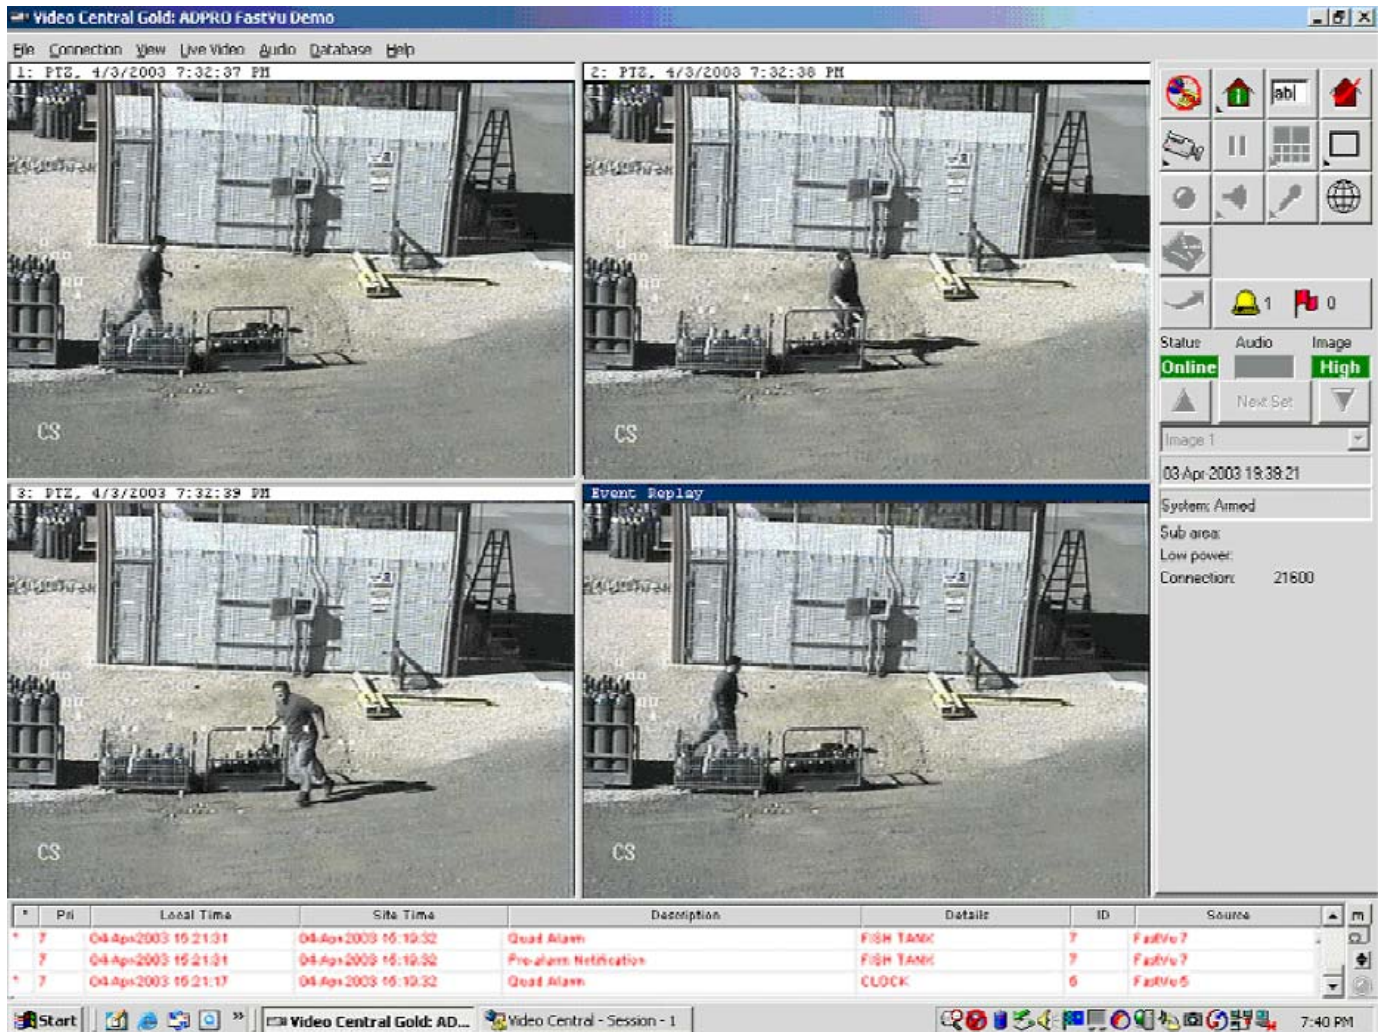 Video Central Gold: ADPRO FastVu Demo
File Connection View Live Video Audio Database Help
1: PTZ, 4/3/2003 7:32:37 PM
2: PTZ, 4/3/2003 7:32:38 PM
ab
CS
CS
1 0
Status Audio Image
Online High
Next Set
Image 1
03-Apr-2003 19:39:21
System: Armed
Sub area:
Low power:
Connection: 21600
3: PTZ, 4/3/2003 7:32:39 PM
Event Replay
CS
CS
* Pri Local Time Site Time Description Details ID Source
* 7 04-Apr-2003 16:21:31 04-Apr-2003 16:19:32 Quad Alarm FISH TANK 7 FastVu 7
7 04-Apr-2003 16:21:31 04-Apr-2003 16:19:32 Pre-alarm Notification FISH TANK 7 FastVu 7
* 7 04-Apr-2003 16:21:17 04-Apr-2003 16:19:32 Quad Alarm CLOCK 6
m
Start Video Central Gold: AD... Video Central - Session - 1 7:40 PM